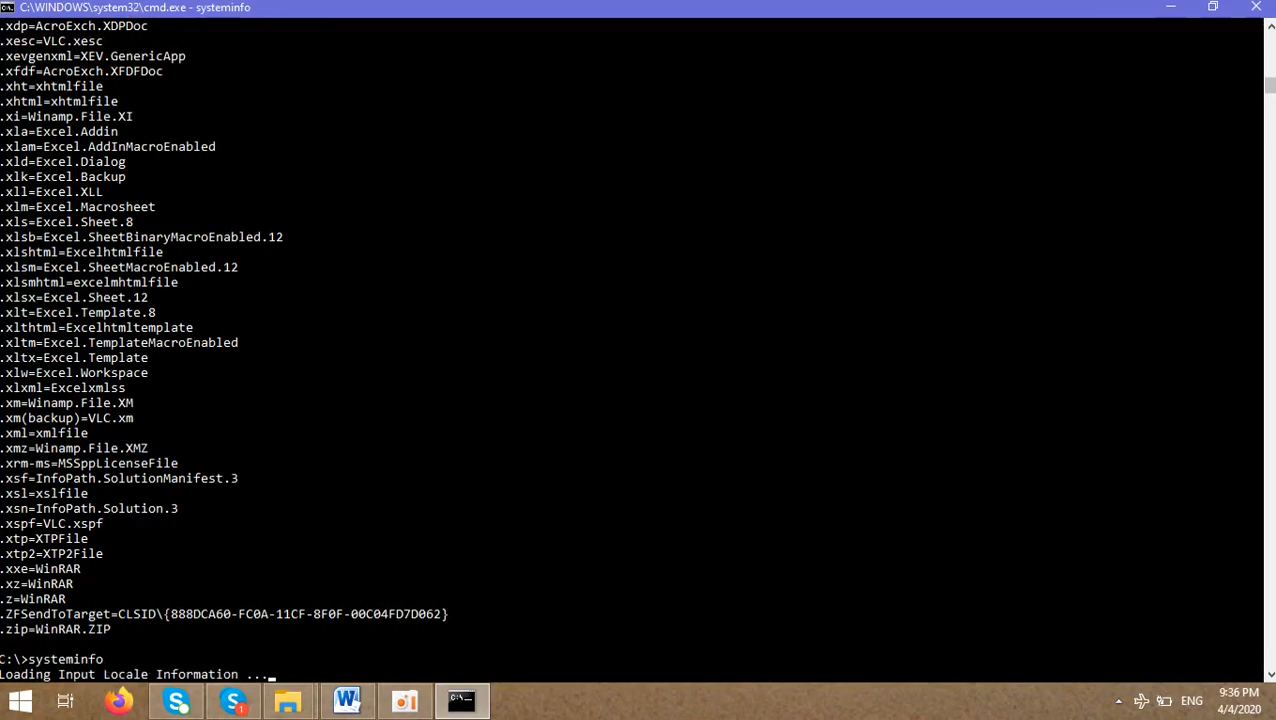 C:\WINDOWS\system32\cmd.exe - systeminfo
.xdp=AcroExch.XDPDoc
.xesc=VLC.xesc
.xevgenxml=XEV.GenericApp
.xfdf=AcroExch.XFDFDoc
.xht=xhtmlfile
.xhtml=xhtmlfile
.xi=Winamp.File.XI
.xla=Excel.Addin
.xlam=Excel.AddInMacroEnabled
.xld=Excel.Dialog
.xlk=Excel.Backup
.xll=Excel.XLL
.xlm=Excel.Macrosheet
.xls=Excel.Sheet.8
.xlsb=Excel.SheetBinaryMacroEnabled.12
.xlshtml=Excelhtmlfile
.xlsm=Excel.SheetMacroEnabled.12
.xlsmhtml=excelmhtmlfile
.xlsx=Excel.Sheet.12
.xlt=Excel.Template.8
.xlthtml=Excelhtmltemplate
.xltm=Excel.TemplateMacroEnabled
.xltx=Excel.Template
.xlw=Excel.Workspace
.xlxml=Excelxmlss
.xm=Winamp.File.XM
.xm(backup)=VLC.xm
.xml=xmlfile
.xmz=Winamp.File.XMZ
.xrm-ms=MSSppLicenseFile
.xsf=InfoPath.SolutionManifest.3
.xsl=xslfile
.xsn=InfoPath.Solution.3
.xspf=VLC.xspf
.xtp=XTPFile
.xtp2=XTP2File
.xxe=WinRAR
.xz=WinRAR
.z=WinRAR
.ZFSendToTarget=CLSID\{888DCA60-FC0A-11CF-8F0F-00C04FD7D062}
.zip=WinRAR.ZIP
C:\>systeminfo
Loading Input Locale Information ...
ENG
9:36 PM
4/4/2020